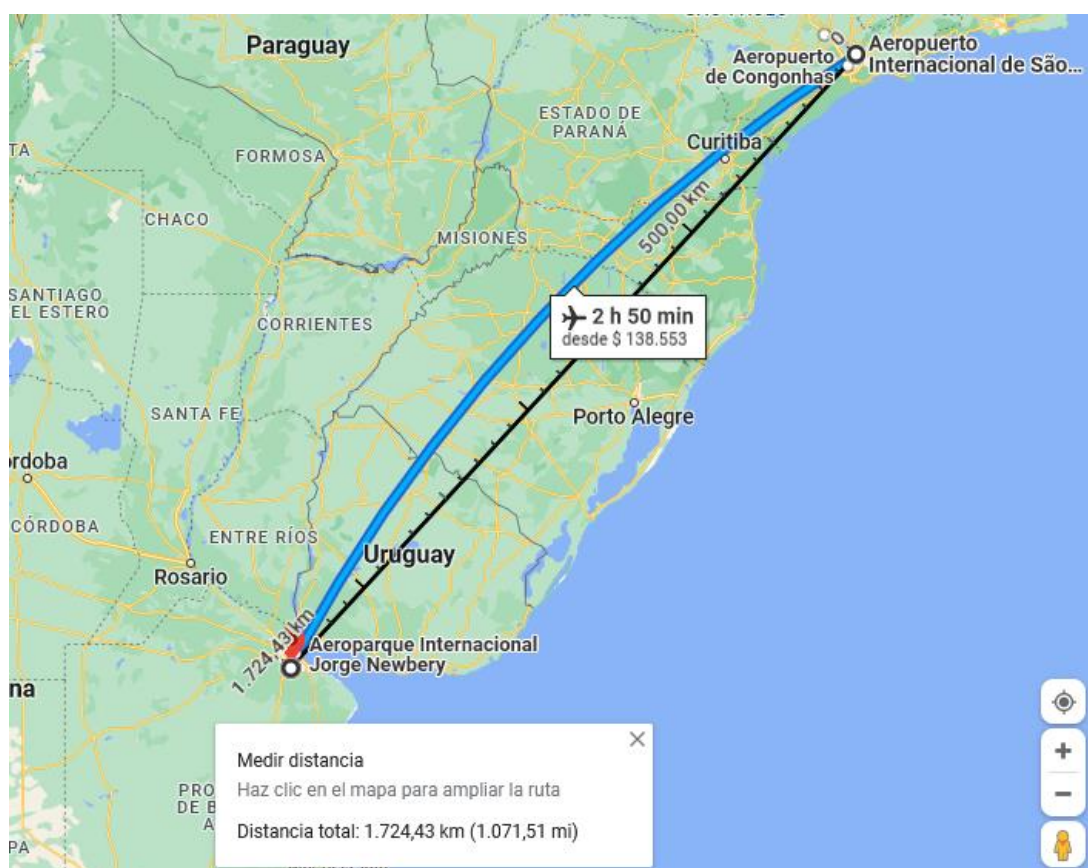 Paraguay
Aeropuerto
Internacional de São...
Aeropuerto
de Congonhas
ESTADO DE
PARANÁ
Curitiba
FORMOSA
CHACO
500,00 km
MISIONES
SANTIAGO
EL ESTERO
CORRIENTES
2 h 50 min
desde $ 138.553
SANTA FE
Porto Alegre
ordoba
CÓRDOBA
ENTRE RÍOS
Uruguay
Rosario
1.724,43 km
Aeroparque Internacional
Jorge Newbery
na
Medir distancia
Haz clic en el mapa para ampliar la ruta
Distancia total: 1.724,43 km (1.071,51 mi)
PRO
DE B
A
PA